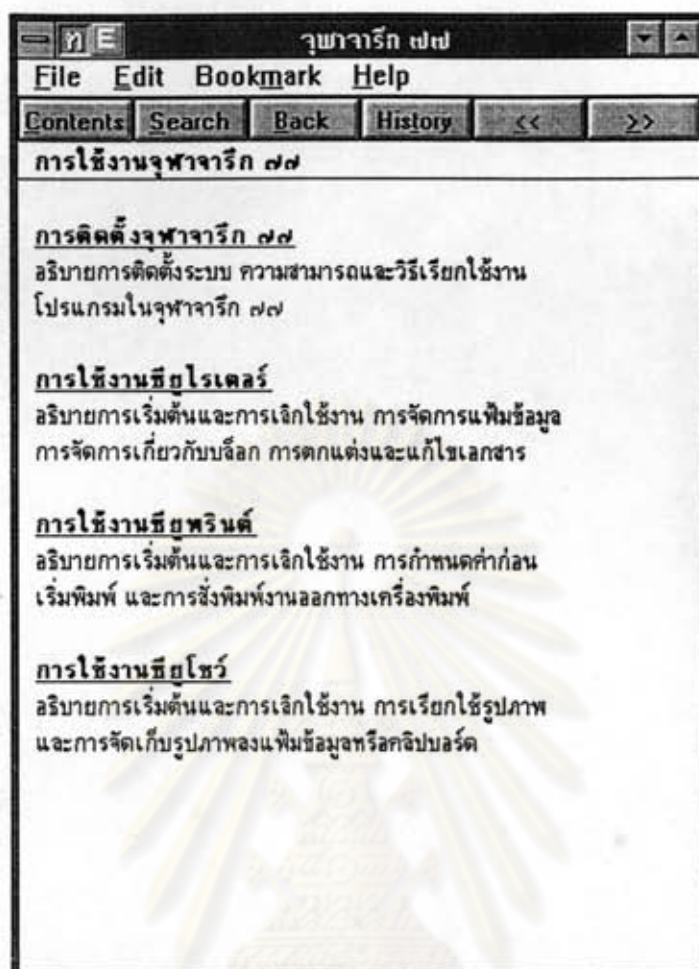 ก E จุฬาจารึก ๗๗
File Edit Bookmark Help
Contents Search Back History << >>
การใช้งานจุฬาจารึก ๗๗
การติดตั้งจุฬาจารึก ๗๗
อธิบายการติดตั้งระบบ ความสามารถและวิธีเรียกใช้งาน
โปรแกรมในจุฬาจารึก ๗๗
การใช้งานซียูไรเตอร์
อธิบายการเริ่มต้นและการเลิกใช้งาน การจัดการแฟ้มข้อมูล
การจัดการเกี่ยวกับบล็อก การตกแต่งและแก้ไขเอกสาร
การใช้งานซียูพรินต์
อธิบายการเริ่มต้นและการเลิกใช้งาน การกำหนดค่าก่อน
เริ่มพิมพ์ และการสั่งพิมพ์งานออกทางเครื่องพิมพ์
การใช้งานซียูโชว์
อธิบายการเริ่มต้นและการเลิกใช้งาน การเรียกใช้รูปภาพ
และการจัดเก็บรูปภาพลงแฟ้มข้อมูลหรือคลิปบอร์ด